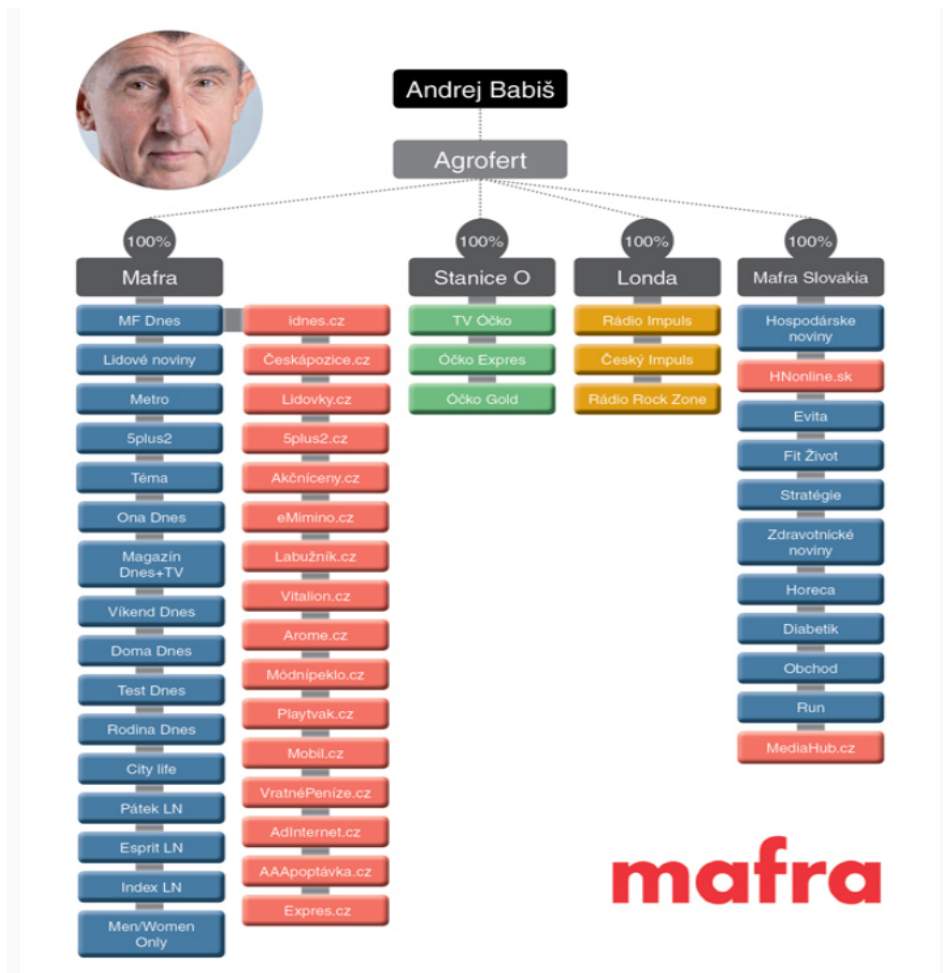 Andrej Babiš
Agrofert
100%
Mafra
MF Dnes
Lidové noviny
Metro
5plus2
Téma
Ona Dnes
Magazín
Dnes+TV
Víkend Dnes
Doma Dnes
Test Dnes
Rodina Dnes
City life
Pátek LN
Esprit LN
Index LN
Men/Women
Only
idnes.cz
Českápozice.cz
Lidovky.cz
5plus2.cz
Akčníceny.cz
eMimino.cz
Labužník.cz
Vitalion.cz
Arome.cz
Módnípeklo.cz
Playtvak.cz
Mobil.cz
VratnéPeníze.cz
AdInternet.cz
AAApoptávka.cz
Expres.cz
100%
Stanice O
TV Óčko
Óčko Expres
Óčko Gold
100%
Londa
Rádio Impuls
Český Impuls
Rádio Rock Zone
100%
Mafra Slovakia
Hospodárske
noviny
HNonline.sk
Evita
Fit Život
Stratégie
Zdravotnické
noviny
Horeca
Diabetik
Obchod
Run
MediaHub.cz
mafra